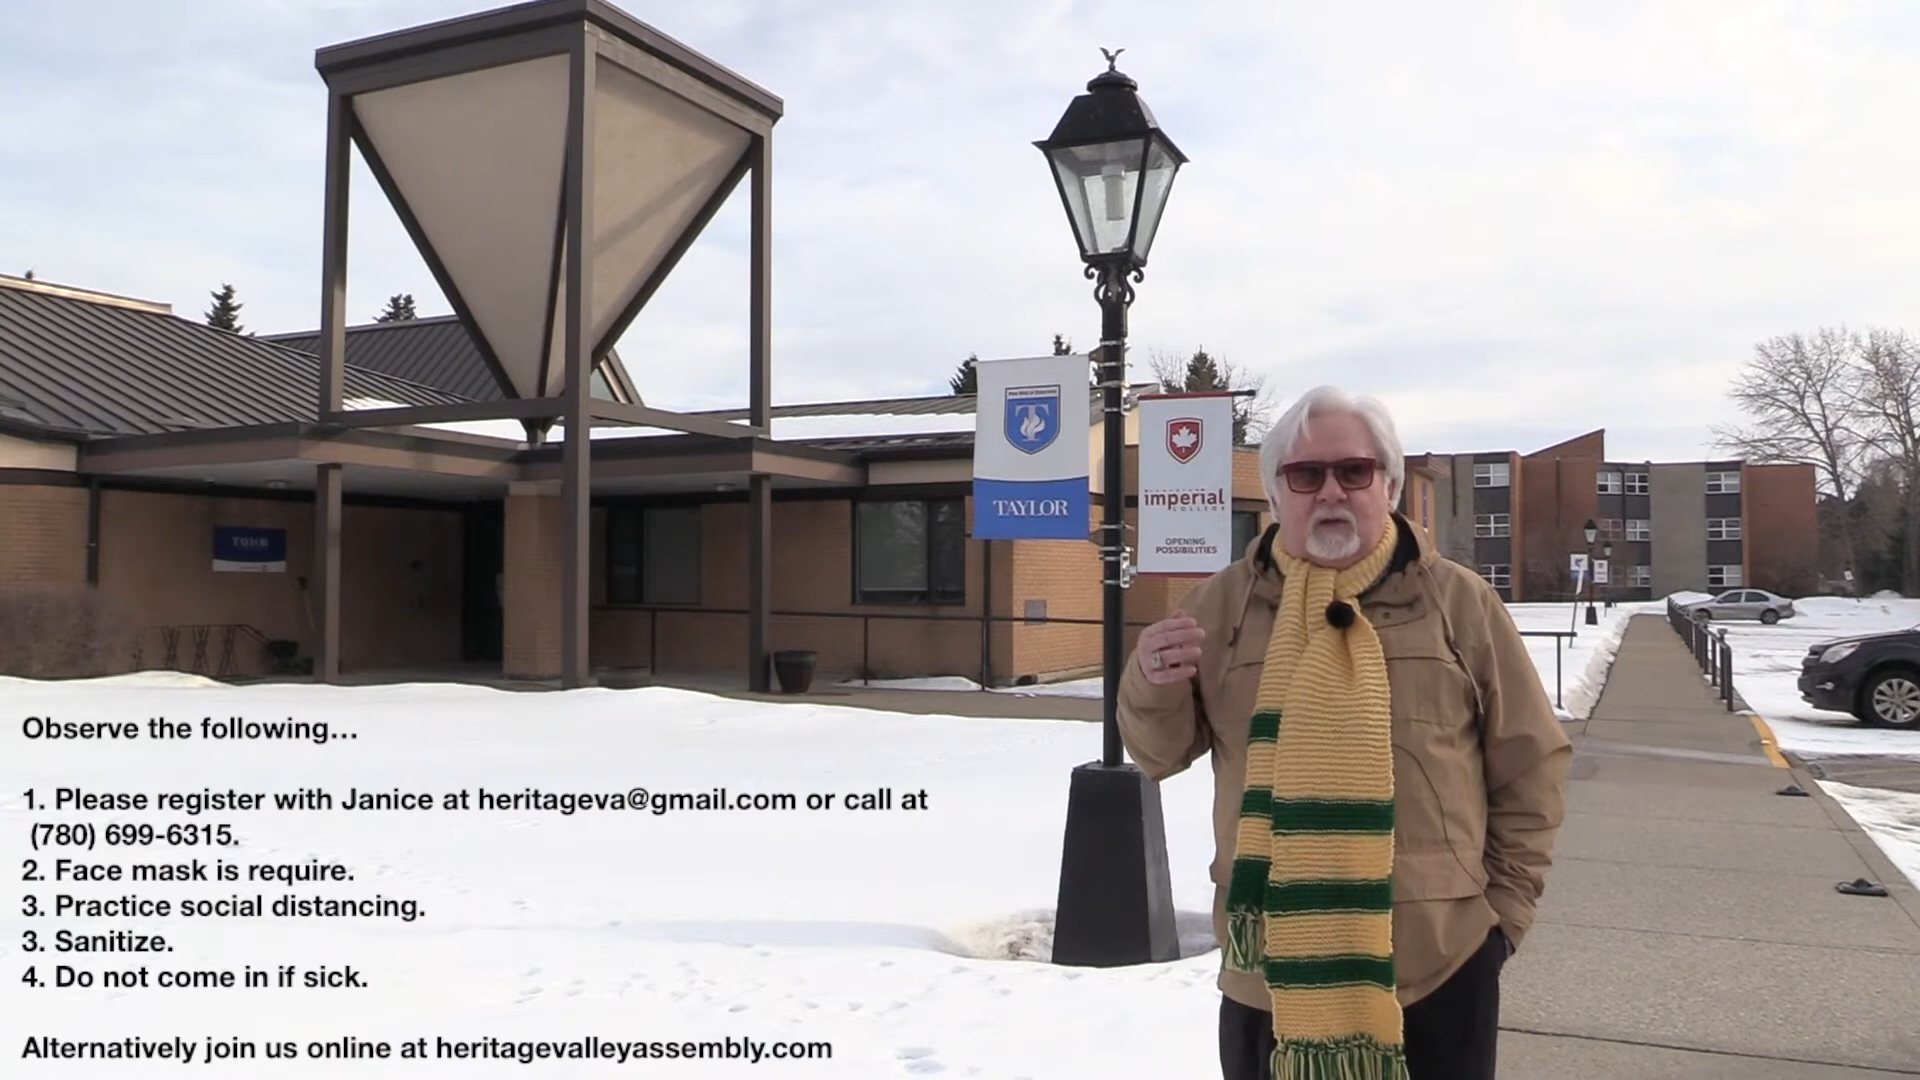 TAYLOR
imperial
COLLEGE
OPENING
POSSIBILITIES
TAYLOR
Observe the following...
1. Please register with Janice at heritageva@gmail.com or call at
(780) 699-6315.
2. Face mask is require.
3. Practice social distancing.
3. Sanitize.
4. Do not come in if sick.
Alternatively join us online at heritagevalleyassembly.com